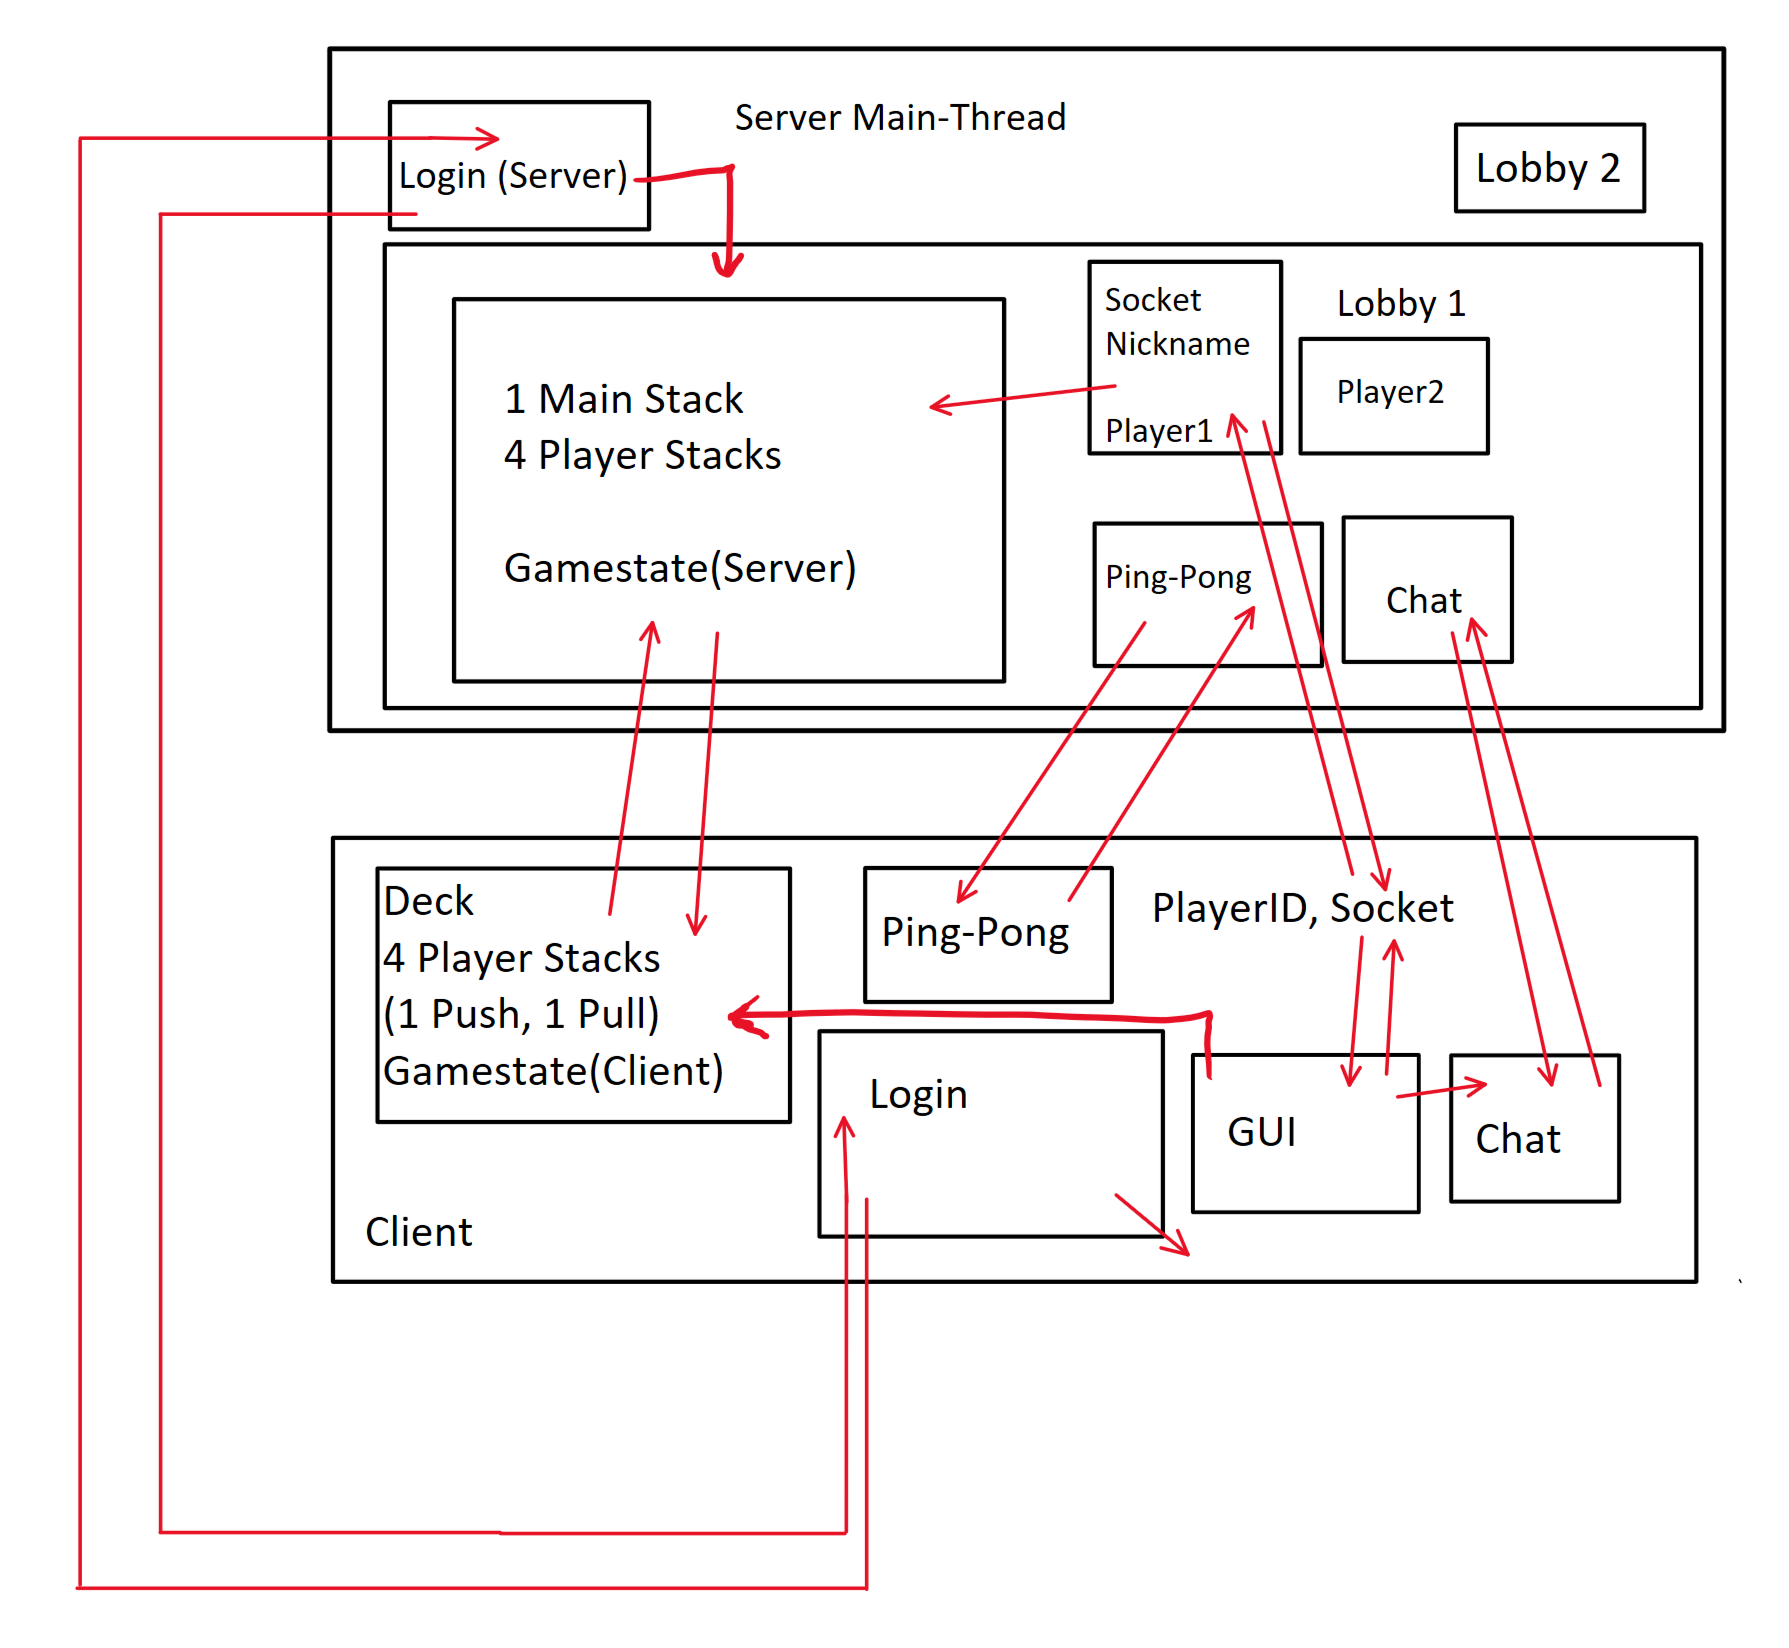 Server Main-Thread
Login (Server)
Lobby 2
Socket
Nickname
Player1
Lobby 1
Player2
1 Main Stack
4 Player Stacks
Gamestate(Server)
Ping-Pong
Chat
Deck
4 Player Stacks
(1 Push, 1 Pull)
Gamestate(Client)
Ping-Pong
PlayerID, Socket
Login
GUI
Chat
Client